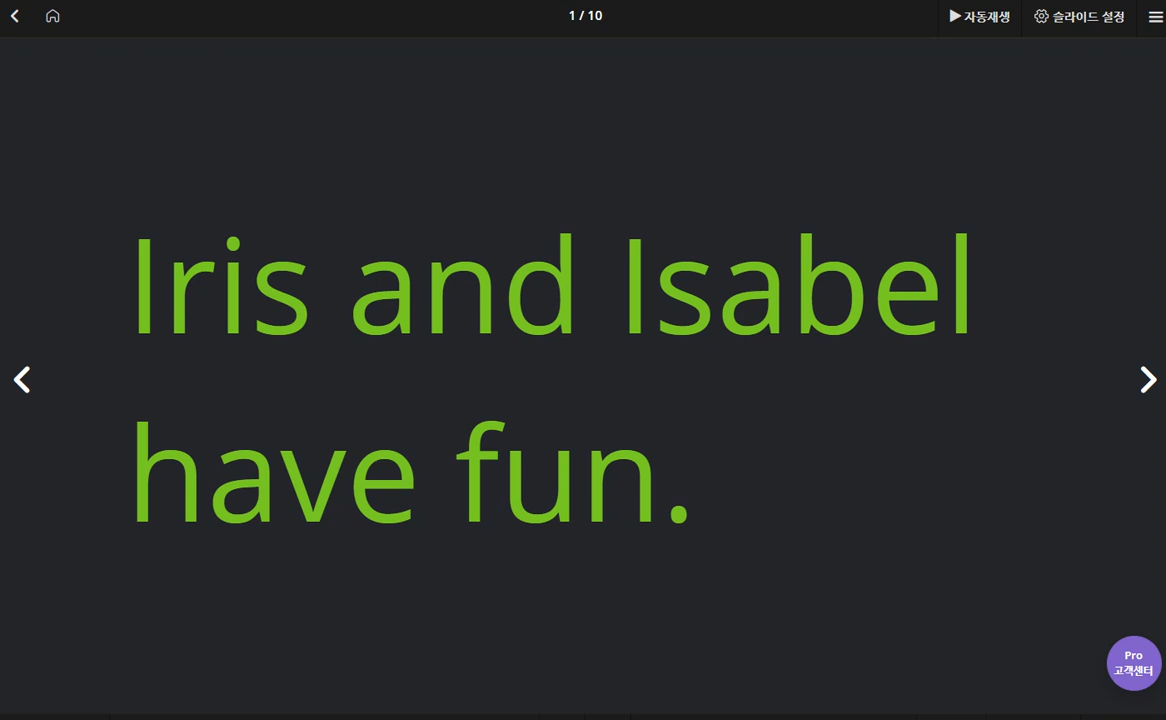 1 / 10
자동재생
슬라이드 설정
Iris and Isabel
have fun.
Pro
고객센터